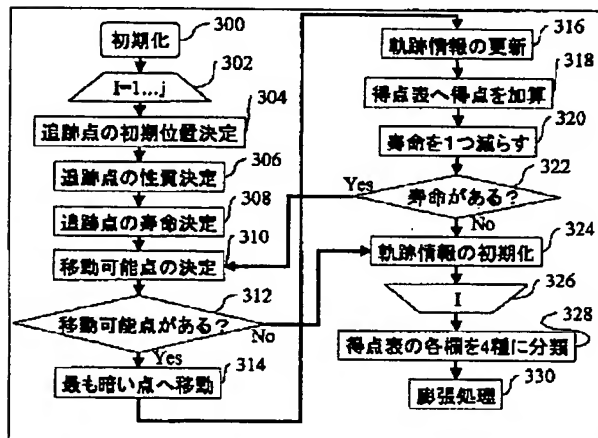 初期化
300
I=1...j
302
追跡点の初期位置決定
304
追跡点の性質決定
306
追跡点の寿命決定
308
移動可能点の決定
310
移動可能点がある?
312
No
Yes
最も暗い点へ移動
314
軌跡情報の更新
316
得点表へ得点を加算
318
寿命を1つ減らす
320
寿命がある?
322
Yes
No
軌跡情報の初期化
324
I
326
得点表の各欄を4種に分類
328
膨張処理
330